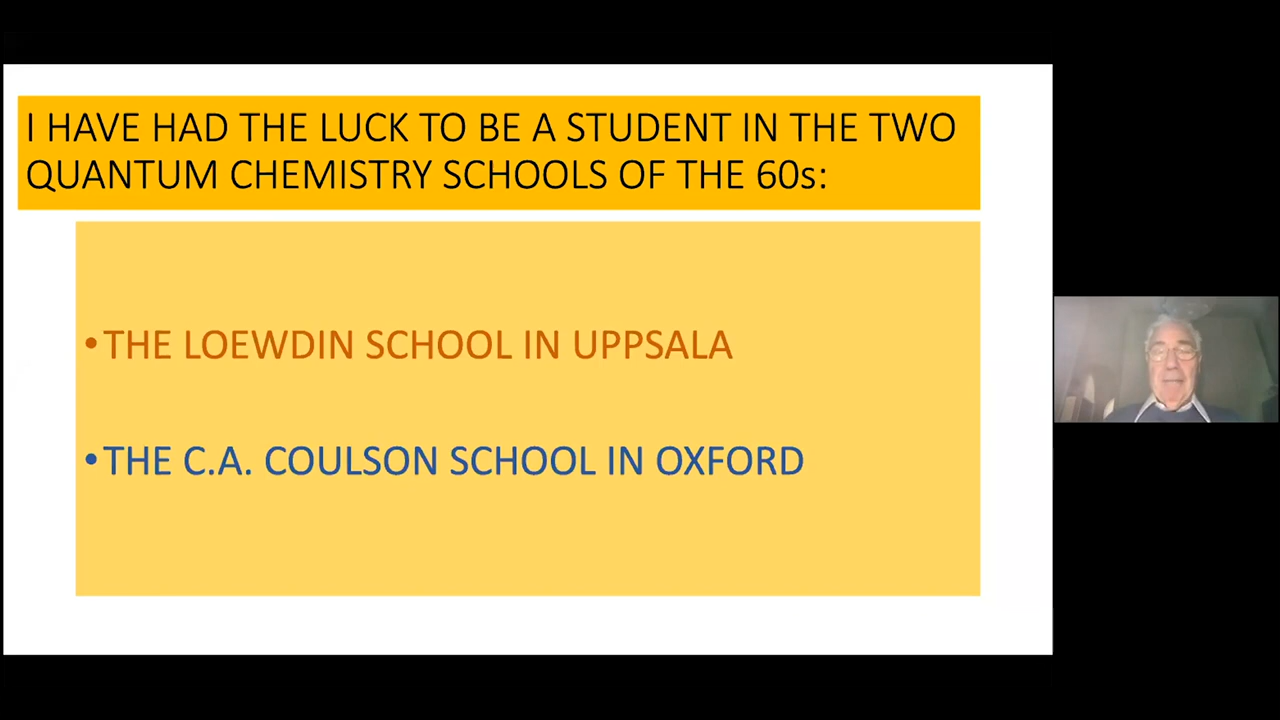 I HAVE HAD THE LUCK TO BE A STUDENT IN THE TWO
QUANTUM CHEMISTRY SCHOOLS OF THE 60s:
•THE LOEWDIN SCHOOL IN UPPSALA
•THE C.A. COULSON SCHOOL IN OXFORD